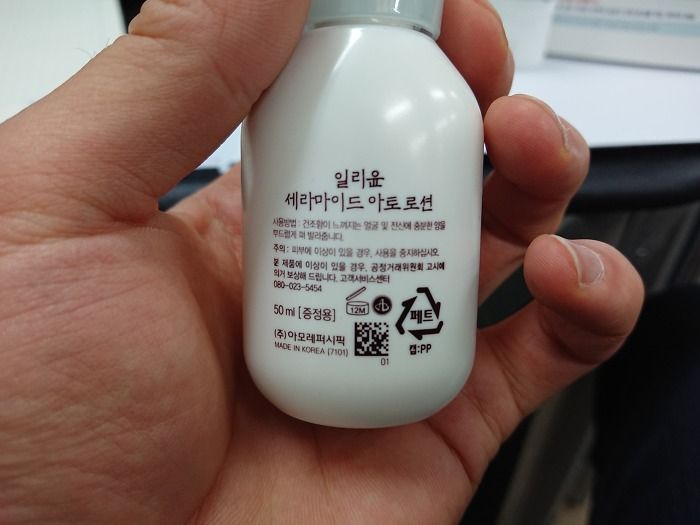 일리윤
세라마이드 아토로션
사용방법 : 건조함이 느껴지는 얼굴 및 전신에 충분한 양을
부드럽게 펴 발라줍니다.
주의 : 피부에 이상이 있을 경우, 사용을 중지하십시오
본 제품에 이상이 있을 경우, 공정거래위원회 고시에
의거 보상해 드립니다. 고객서비스센터
080-023-5454
50 ml [증정용]
12M
페트
캡:PP
(주)아모레퍼시픽
MADE IN KOREA (7101)
01